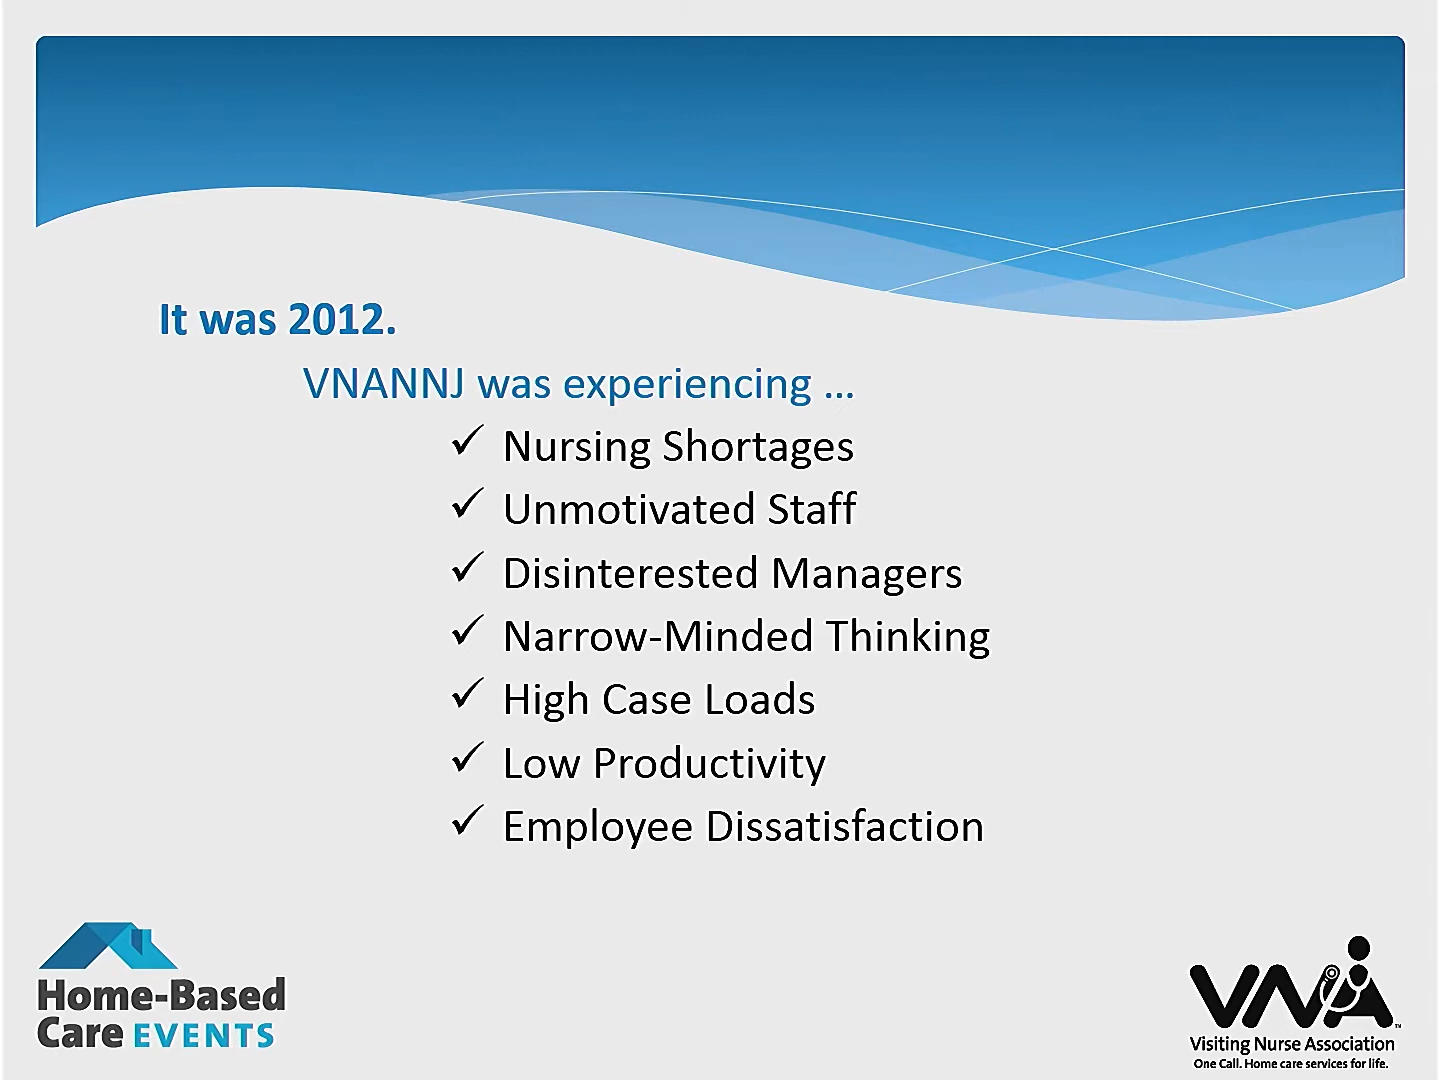 It was 2012.
VNANNJ was experiencing ...
✓ Nursing Shortages
✓ Unmotivated Staff
✓ Disinterested Managers
✓ Narrow-Minded Thinking
✓ High Case Loads
✓ Low Productivity
✓ Employee Dissatisfaction
Home-Based
Care EVENTS
VNA™
Visiting Nurse Association
One Call. Home care services for life.